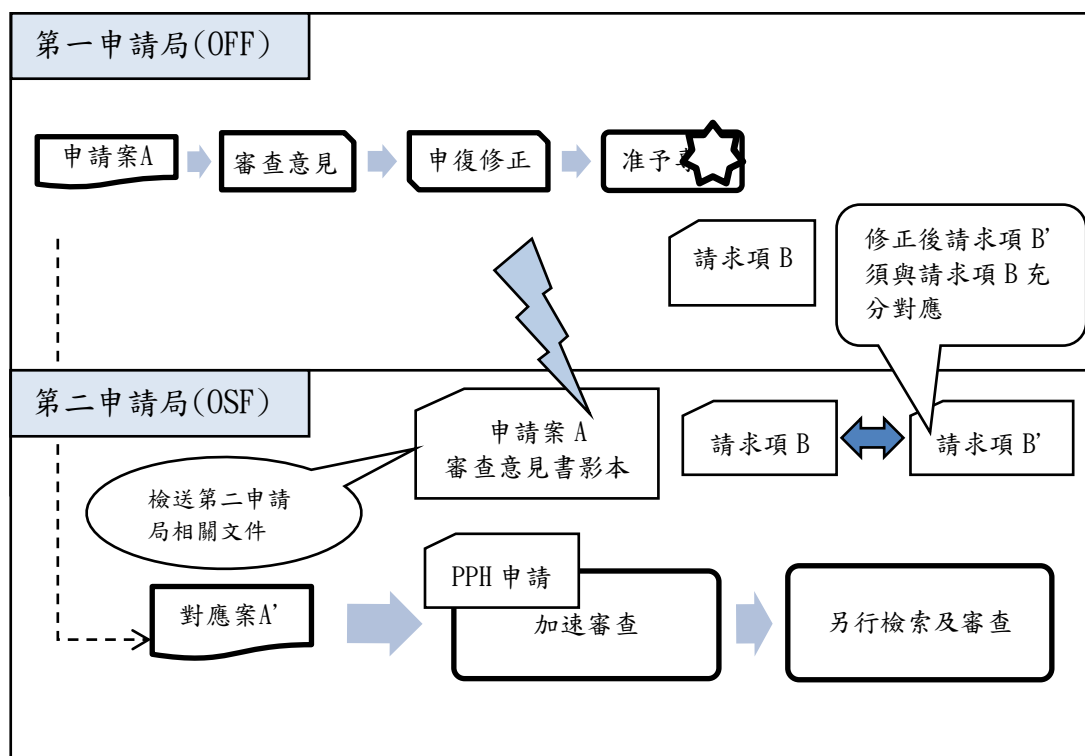 第一申請局(OFF)
申請案A
審查意見
申復修正
准予
請求項 B
修正後請求項 B'
須與請求項 B 充
分對應
第二申請局(OSF)
申請案 A
審查意見書影本
請求項 B
請求項 B'
檢送第二申請
局相關文件
PPH 申請
對應案A'
加速審查
另行檢索及審查